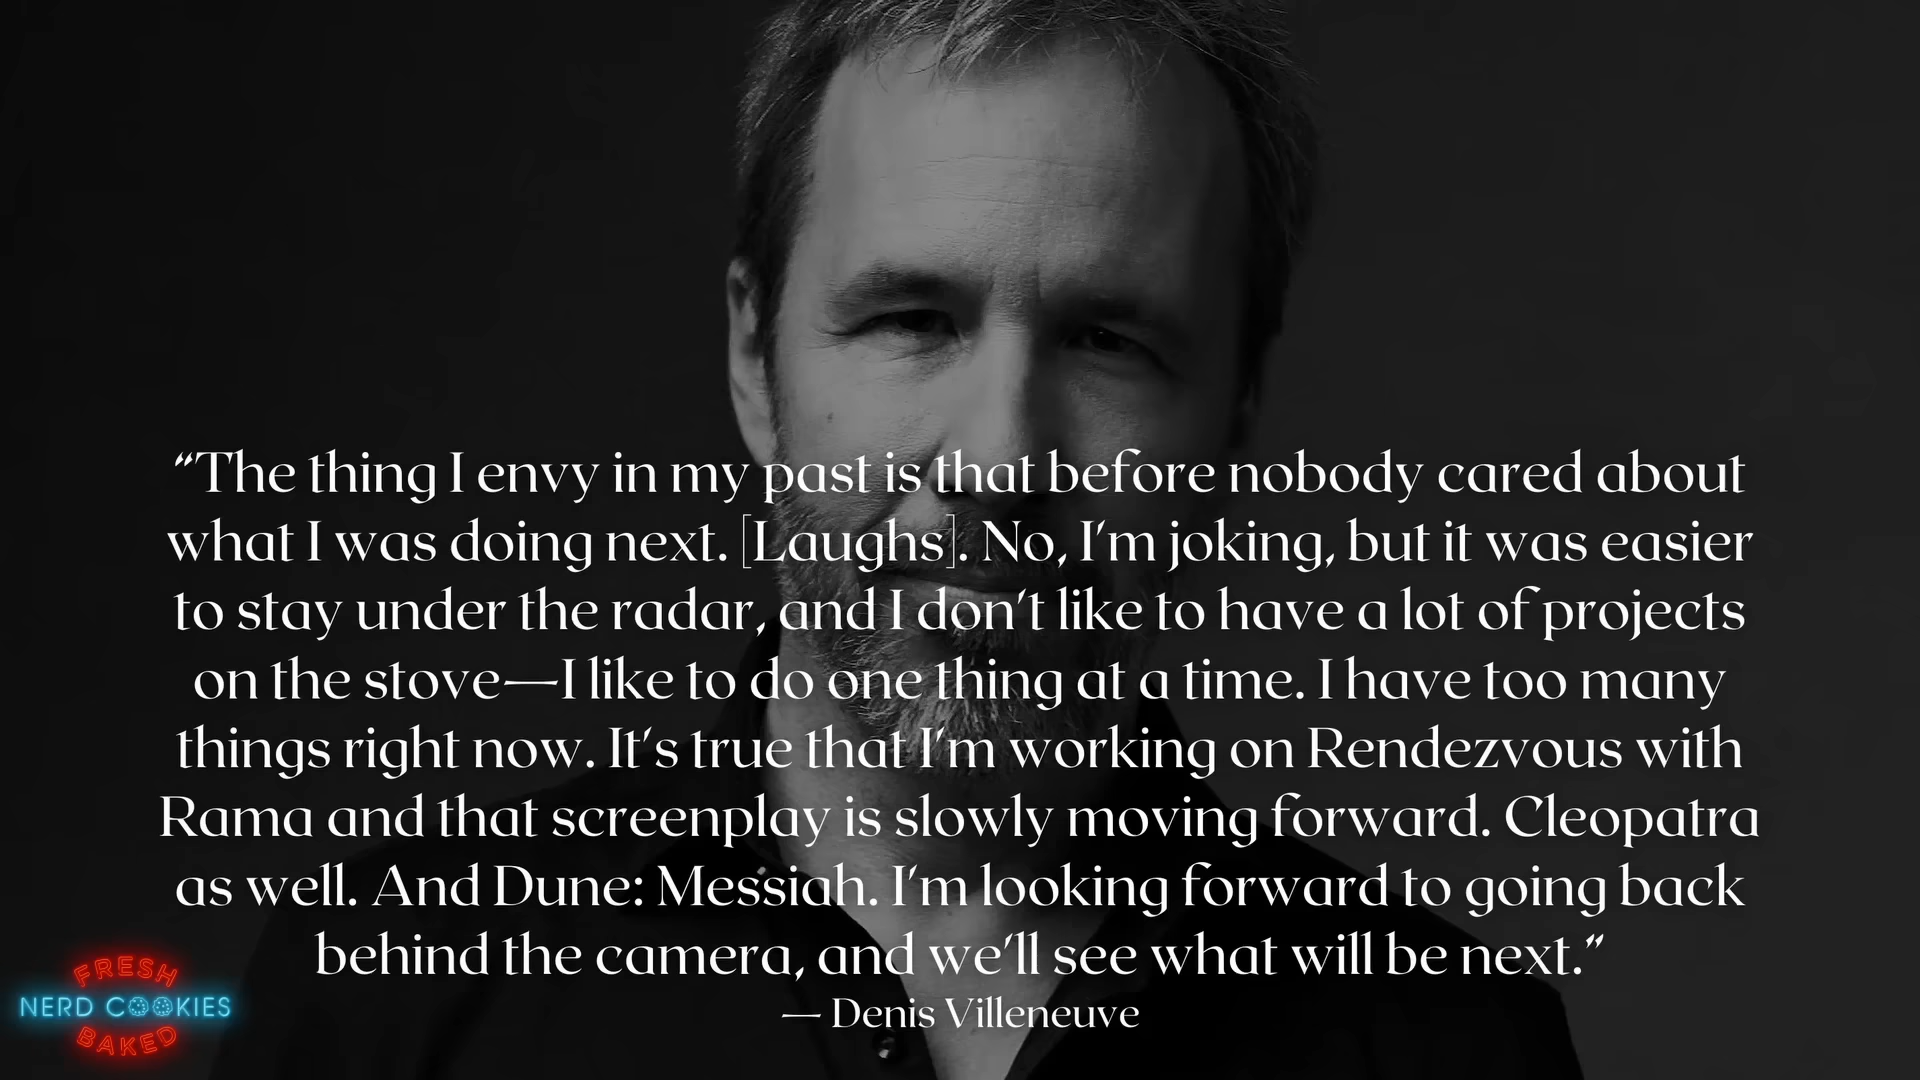 “The thing I envy in my past is that before nobody cared about
what I was doing next. [Laughs]. No, I'm joking, but it was easier
to stay under the radar, and I don't like to have a lot of projects
on the stove—I like to do one thing at a time. I have too many
things right now. It's true that I'm working on Rendezvous with
Rama and that screenplay is slowly moving forward. Cleopatra
as well. And Dune: Messiah. I'm looking forward to going back
behind the camera, and we'll see what will be next.”
— Denis Villeneuve
FRESH
NERD COOKIES
BAKED